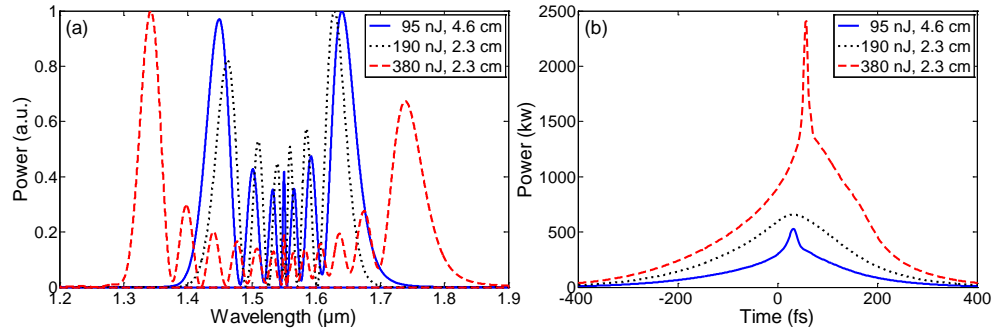 (a)
95 nJ, 4.6 cm
190 nJ, 2.3 cm
380 nJ, 2.3 cm
Power (a.u.)
1
0.8
0.6
0.4
0.2
0
1.2 1.3 1.4 1.5 1.6 1.7 1.8 1.9
Wavelength (µm)
(b)
95 nJ, 4.6 cm
190 nJ, 2.3 cm
380 nJ, 2.3 cm
Power (kw)
2500
2000
1500
1000
500
0
-400 -200 0 200 400
Time (fs)